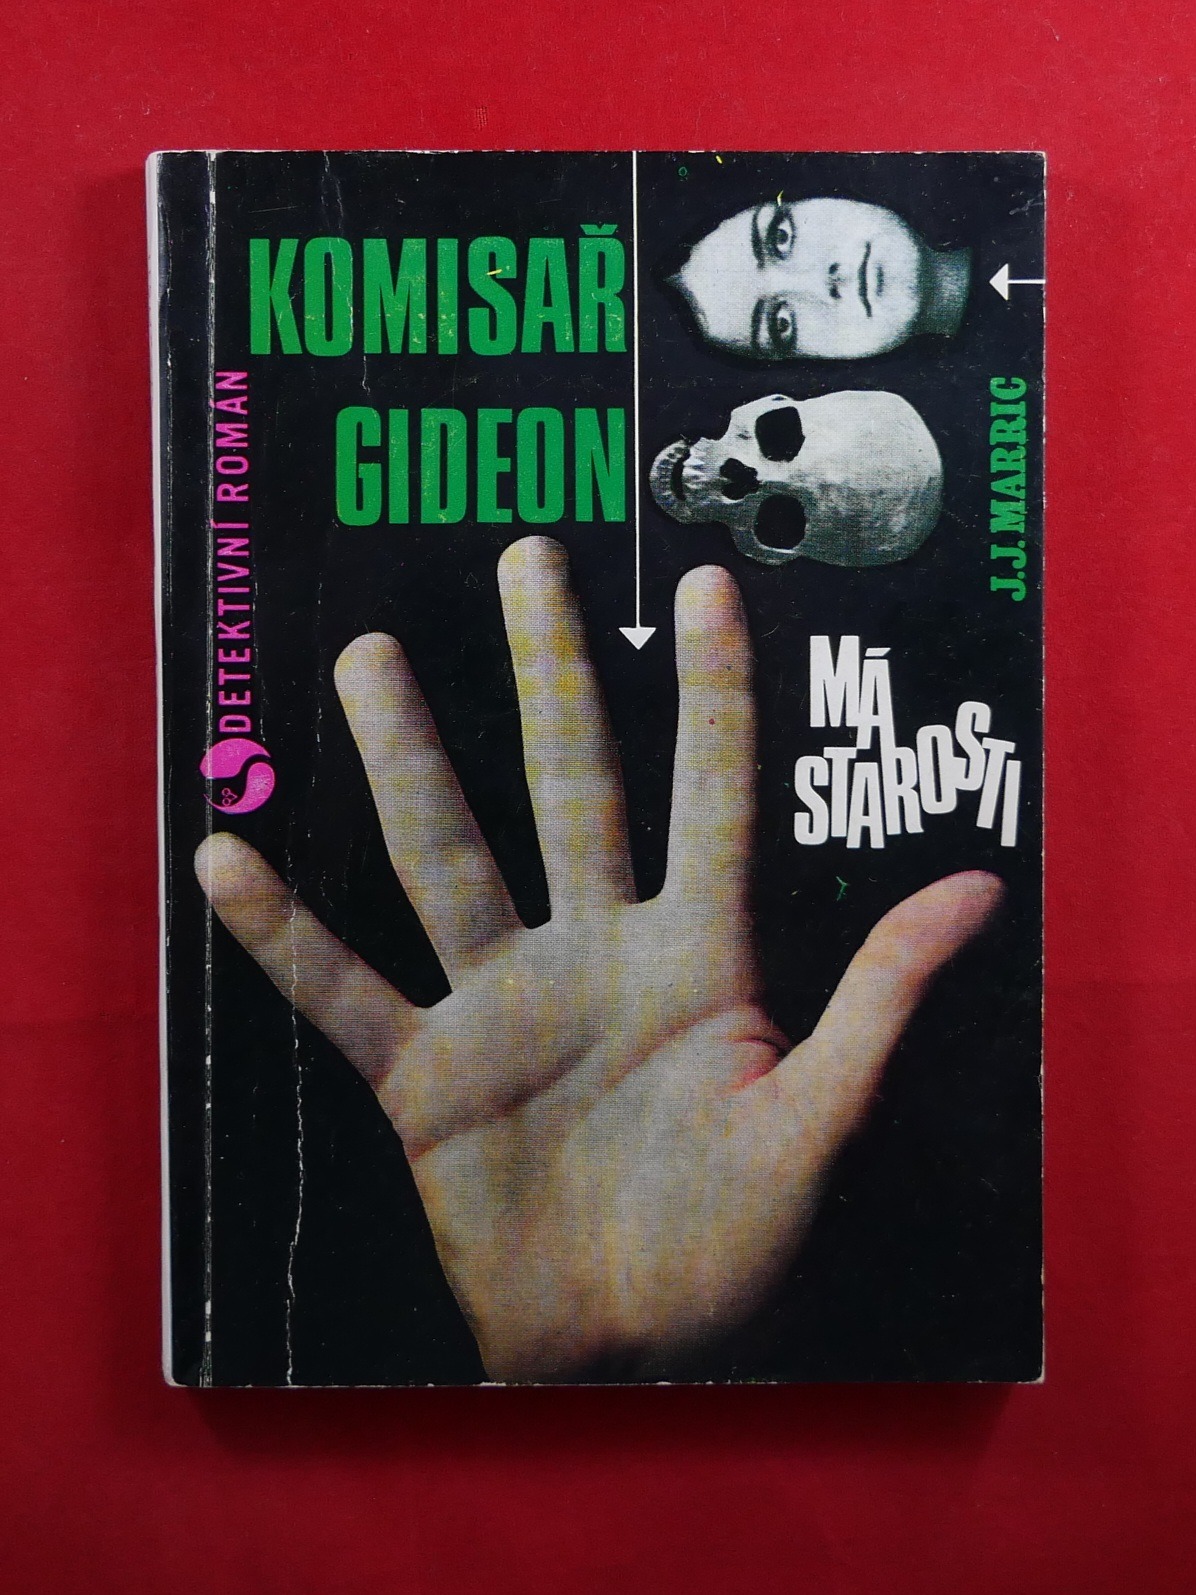 KOMISAŘ
GIDEON
DETEKTIVNÍ ROMÁN
J.J. MARRIC
MÁ
STAROSTI